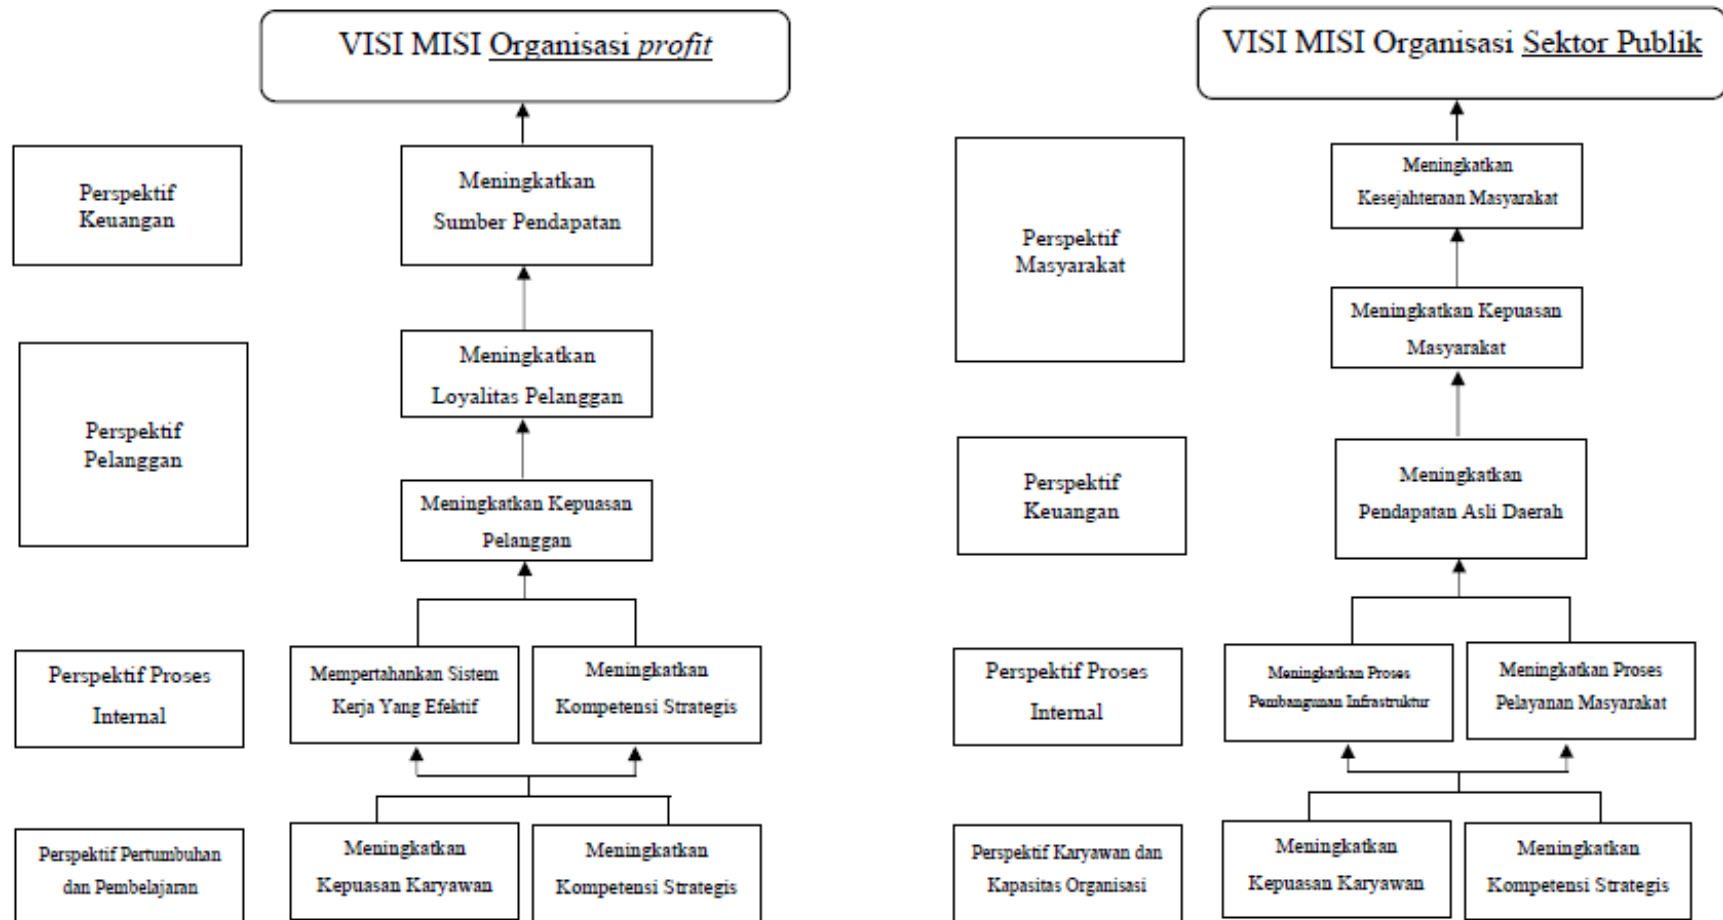 VISI MISI Organisasi profit
Perspektif
Keuangan
Meningkatkan
Sumber Pendapatan
Perspektif
Pelanggan
Meningkatkan
Loyalitas Pelanggan
Meningkatkan Kepuasan
Pelanggan
Perspektif Proses
Internal
Mempertahankan Sistem
Kerja Yang Efektif
Meningkatkan
Kompetensi Strategis
Perspektif Pertumbuhan
dan Pembelajaran
Meningkatkan
Kepuasan Karyawan
Meningkatkan
Kompetensi Strategis
VISI MISI Organisasi Sektor Publik
Perspektif
Masyarakat
Meningkatkan
Kesejahteraan Masyarakat
Meningkatkan Kepuasan
Masyarakat
Perspektif
Keuangan
Meningkatkan
Pendapatan Asli Daerah
Perspektif Proses
Internal
Meningkatkan Proses
Pembangunan Infrastruktur
Meningkatkan Proses
Pelayanan Masyarakat
Perspektif Karyawan dan
Kapasitas Organisasi
Meningkatkan
Kepuasan Karyawan
Meningkatkan
Kompetensi Strategis